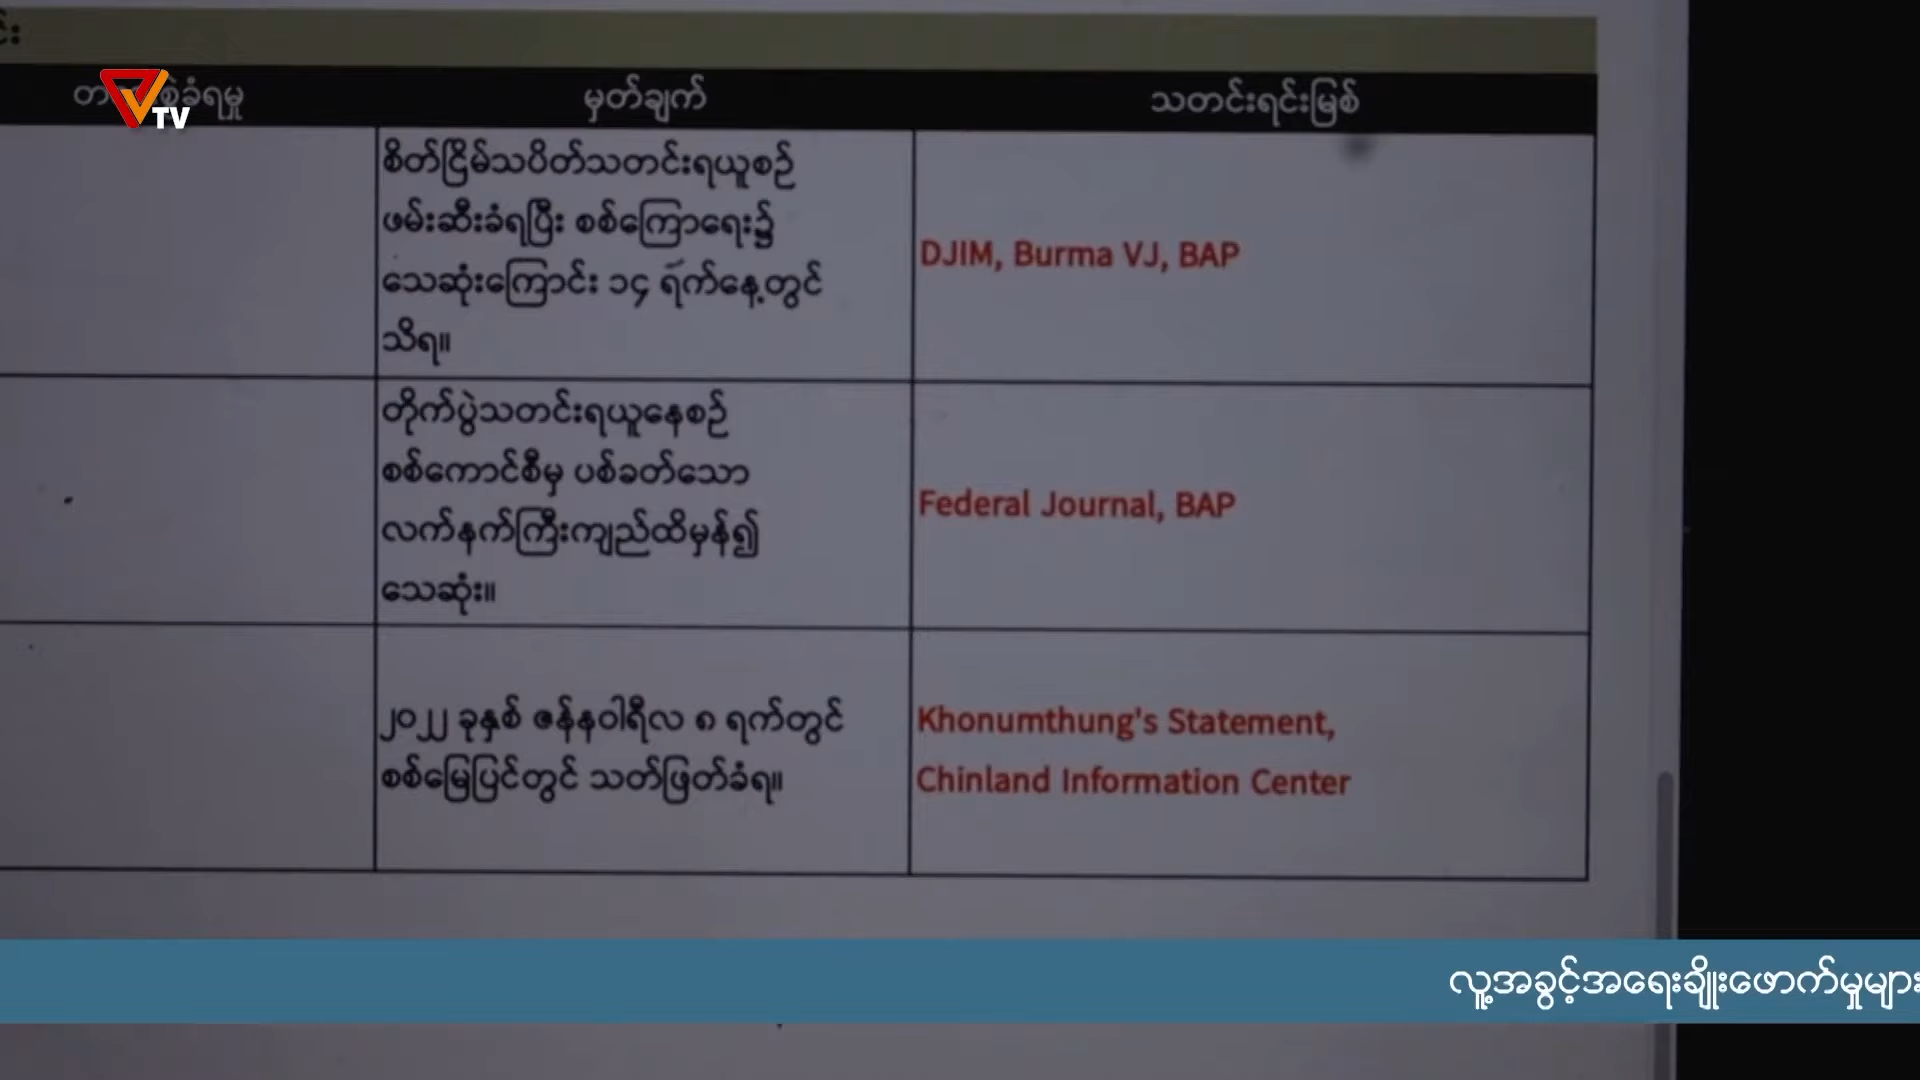 မှတ်ချက်
သတင်းရင်းမြစ်
TV
စိတ်ငြိမ်သပိတ်သတင်းရယူစဉ်
ဖမ်းဆီးခံရပြီး စစ်ကြောရေး၌
သေဆုံးကြောင်း ၁၄ ရက်နေ့တွင်
သိရ။
DJIM, Burma VJ, BAP
တိုက်ပွဲသတင်းရယူနေစဉ်
စစ်ကောင်စီမှ ပစ်ခတ်သော
လက်နက်ကြီးကျည်ထိမှန်၍
သေဆုံး။
Federal Journal, BAP
၂၀၂၂ ခုနှစ် ဇန်နဝါရီလ ၈ ရက်တွင်
စစ်မြေပြင်တွင် သတ်ဖြတ်ခံရ။
Khonumthung's Statement,
Chinland Information Center
လူ့အခွင့်အရေးချိုးဖောက်မှုများ